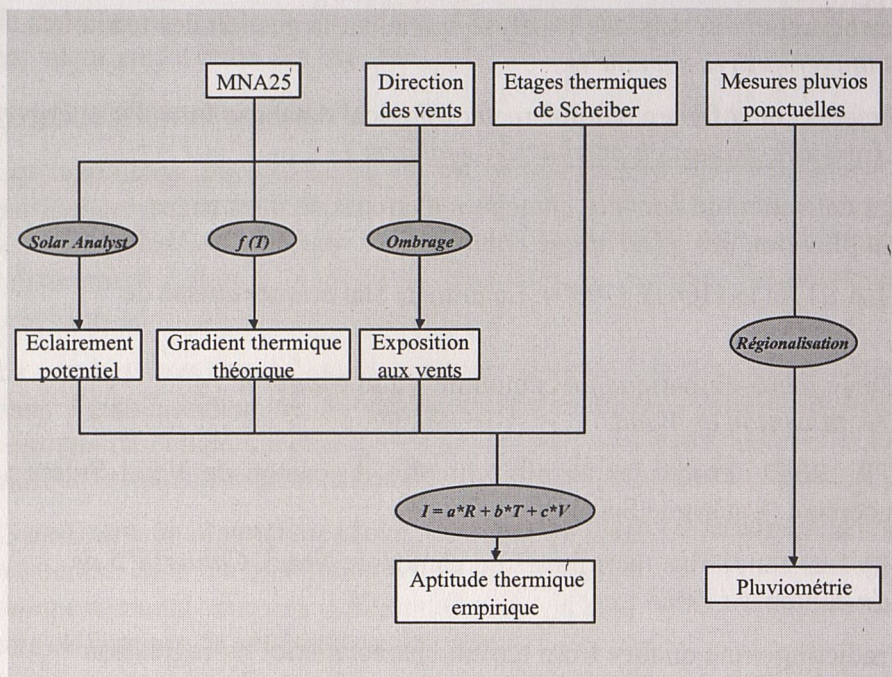 MNA25
Direction
des vents
Etages thermiques
de Scheiber
Mesures pluvios
ponctuelles
Solar Analyst
f (T)
Ombrage
Eclairement
potentiel
Gradient thermique
théorique
Exposition
aux vents
Régionalisation
I = a*R + b*T + c*V
Aptitude thermique
empirique
Pluviométrie